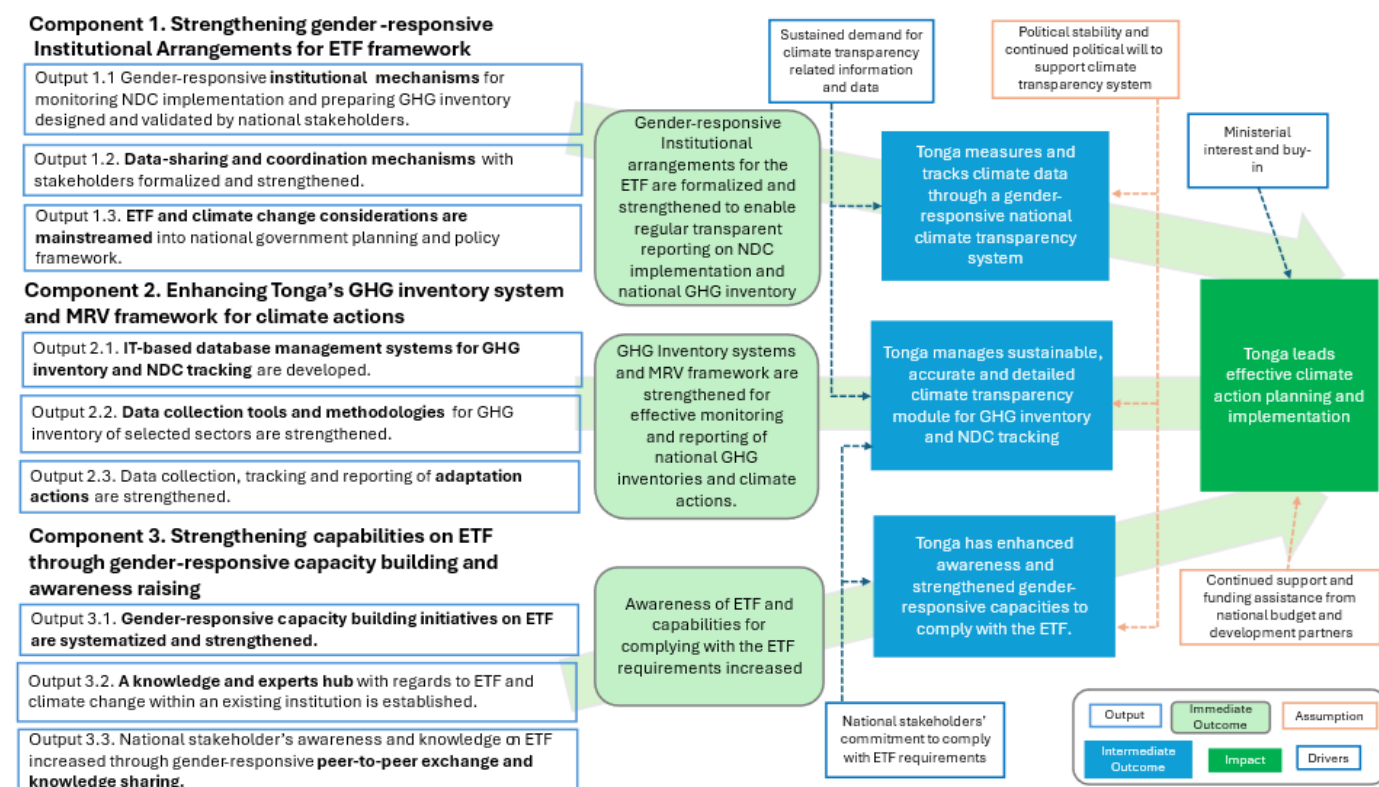 Component 1. Strengthening gender-responsive
Institutional Arrangements for ETF framework
Output 1.1 Gender-responsive institutional mechanisms for
monitoring NDC implementation and preparing GHG inventory
designed and validated by national stakeholders.
Output 1.2. Data-sharing and coordination mechanisms with
stakeholders formalized and strengthened.
Output 1.3. ETF and climate change considerations are
mainstreamed into national government planning and policy
framework.
Component 2. Enhancing Tonga's GHG inventory system
and MRV framework for climate actions
Output 2.1. IT-based database management systems for GHG
inventory and NDC tracking are developed.
Output 2.2. Data collection tools and methodologies for GHG
inventory of selected sectors are strengthened.
Output 2.3. Data collection, tracking and reporting of adaptation
actions are strengthened.
Component 3. Strengthening capabilities on ETF
through gender-responsive capacity building and
awareness raising
Output 3.1. Gender-responsive capacity building initiatives on ETF
are systematized and strengthened.
Output 3.2. A knowledge and experts hub with regards to ETF and
climate change within an existing institution is established.
Output 3.3. National stakeholder's awareness and knowledge on ETF
increased through gender-responsive peer-to-peer exchange and
knowledge sharing.
Gender-responsive
Institutional
arrangements for the
ETF are formalized and
strengthened to enable
regular transparent
reporting on NDC
implementation and
national GHG inventory
GHG Inventory systems
and MRV framework are
strengthened for
effective monitoring
and reporting of
national GHG
inventories and climate
actions.
Awareness of ETF and
capabilities for
complying with the ETF
requirements increased
Sustained demand for
climate transparency
related information
and data
Political stability and
continued political will to
support climate
transparency system
Ministerial
interest and buy-
in
Tonga measures and
tracks climate data
through a gender-
responsive national
climate transparency
system
Tonga manages sustainable,
accurate and detailed
climate transparency
module for GHG inventory
and NDC tracking
Tonga has enhanced
awareness and
strengthened gender-
responsive capacities to
comply with the ETF.
Tonga leads
effective climate
action planning and
implementation
Continued support and
funding assistance from
national budget and
development partners
National stakeholders'
commitment to comply
with ETF requirements
Output
Immediate
Outcome
Assumption
Intermediate
Outcome
Impact
Drivers